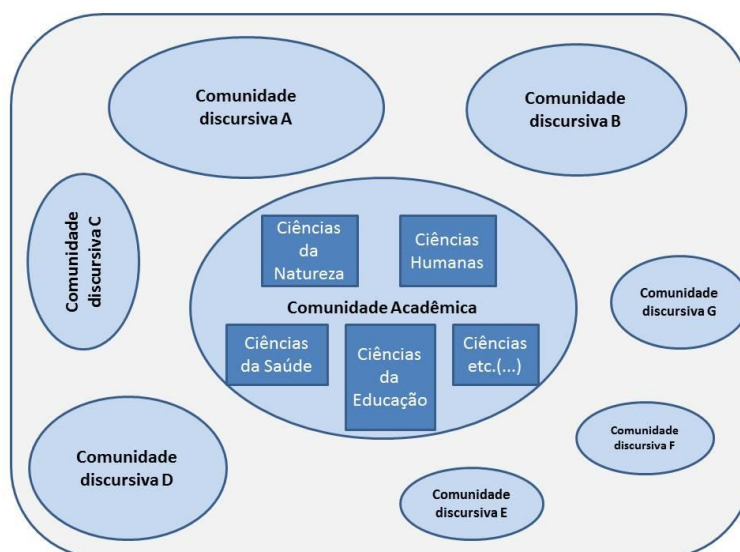 Comunidade
discursiva A
Comunidade
discursiva B
Comunidade
discursiva C
Ciências
da
Natureza
Ciências
Humanas
Comunidade Acadêmica
Ciências
da Saúde
Ciências
da
Educação
Ciências
etc.(...)
Comunidade
discursiva G
Comunidade
discursiva D
Comunidade
discursiva F
Comunidade
discursiva E